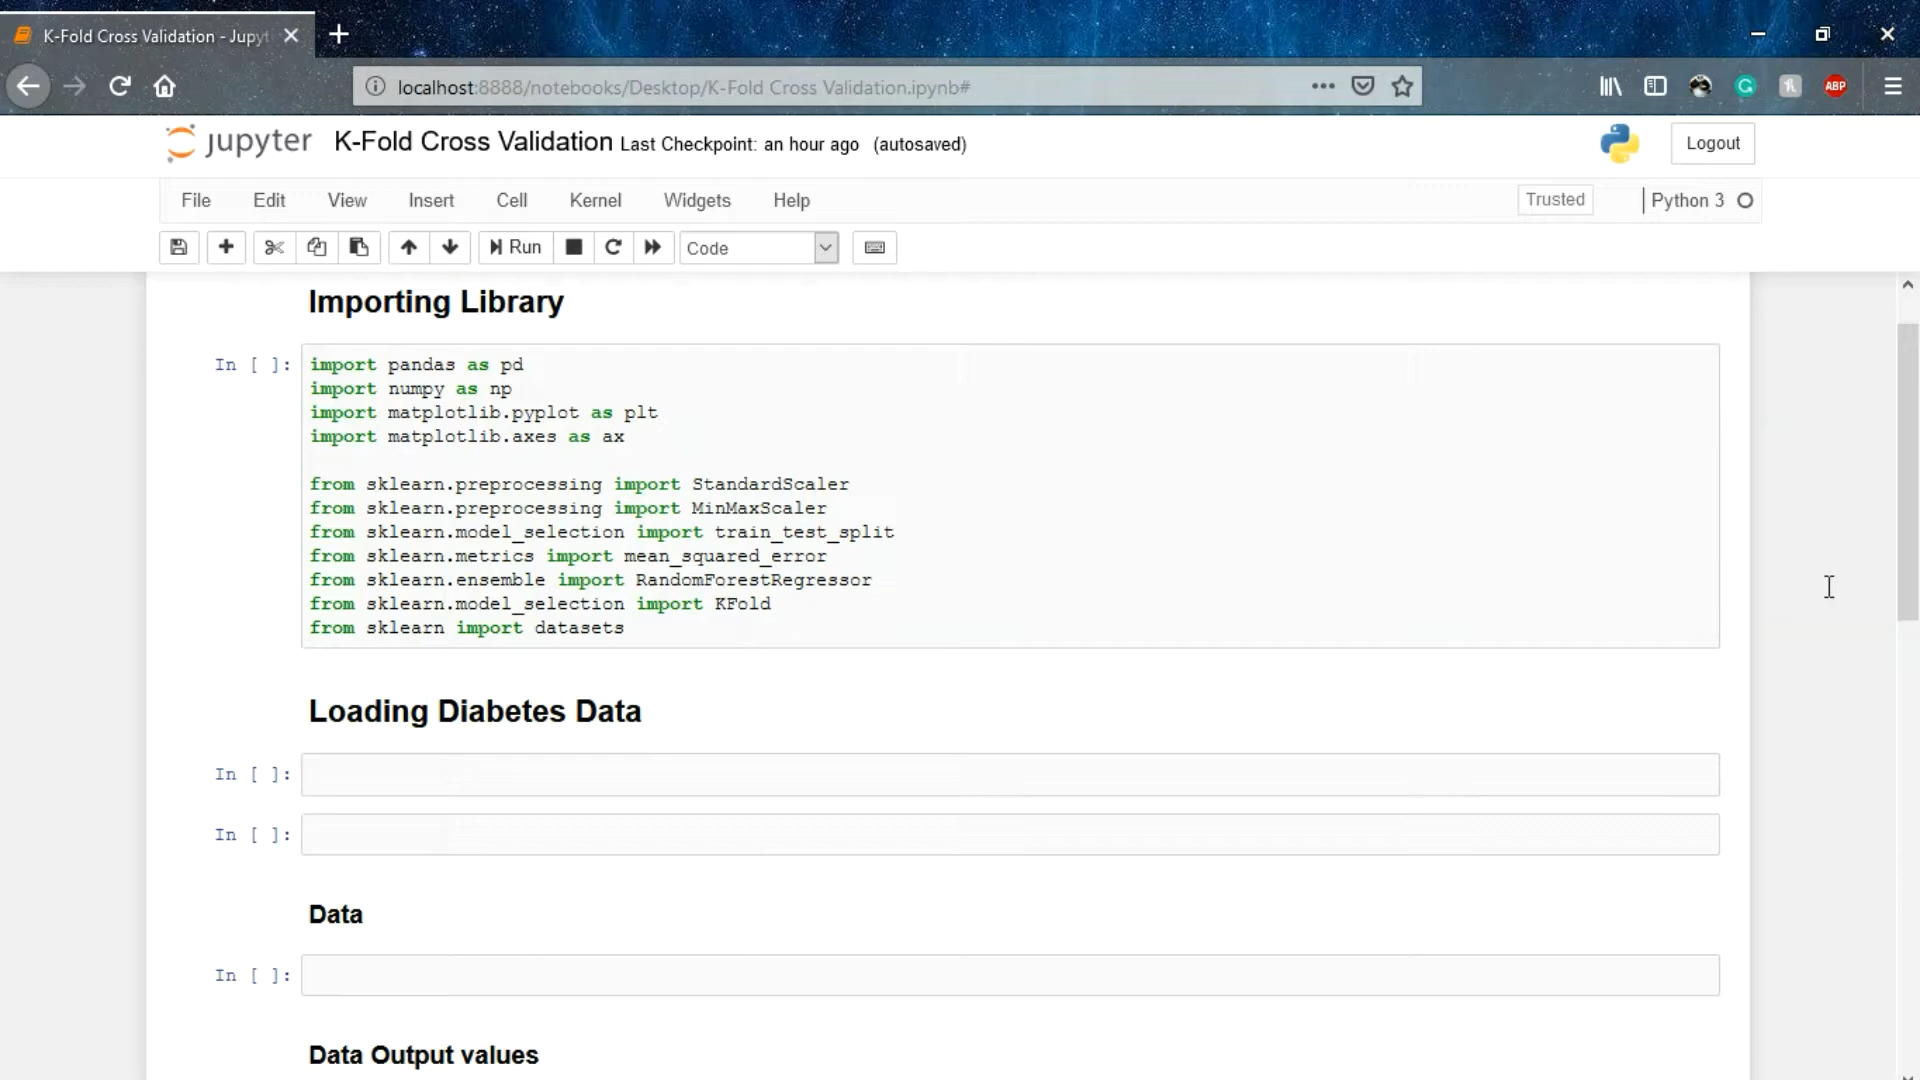 K-Fold Cross Validation - Jupyt
localhost:8888/notebooks/Desktop/K-Fold Cross Validation.ipynb#
ABP
jupyter K-Fold Cross Validation Last Checkpoint: an hour ago (autosaved)
Logout
File Edit View Insert Cell Kernel Widgets Help
Trusted
Python 3
Run
Code
Importing Library
In [ ]:
import pandas as pd
import numpy as np
import matplotlib.pyplot as plt
import matplotlib.axes as ax
from sklearn.preprocessing import StandardScaler
from sklearn.preprocessing import MinMaxScaler
from sklearn.model_selection import train_test_split
from sklearn.metrics import mean_squared_error
from sklearn.ensemble import RandomForestRegressor
from sklearn.model_selection import KFold
from sklearn import datasets
Loading Diabetes Data
In [ ]:
In [ ]:
Data
In [ ]:
Data Output values